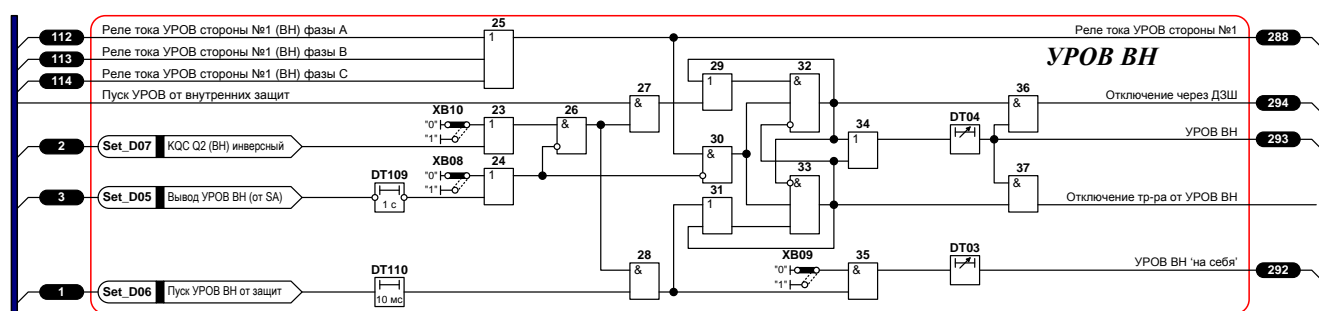 112 Реле тока УРОВ стороны №1 (ВН) фазы A 25 1 Реле тока УРОВ стороны №1 288
113 Реле тока УРОВ стороны №1 (ВН) фазы B
УРОВ ВН
114 Реле тока УРОВ стороны №1 (ВН) фазы C
29 1 32 &
Пуск УРОВ от внутренних защит 27 & 36 & Отключение через ДЗШ 294
XB10 "0" "1" 23 1 26 & 34 1 DT04 УРОВ ВН 293
2 Set_D07 KQC Q2 (ВН) инверсный
30 &
XB08 "0" "1" 24 1 33 & 37 &
3 Set_D05 Вывод УРОВ ВН (от SA) DT109 1 с 31 1 Отключение тр-ра от УРОВ ВН
28 & XB09 "0" "1" 35 & DT03 УРОВ ВН 'на себя' 292
1 Set_D06 Пуск УРОВ ВН от защит DT110 10 мс